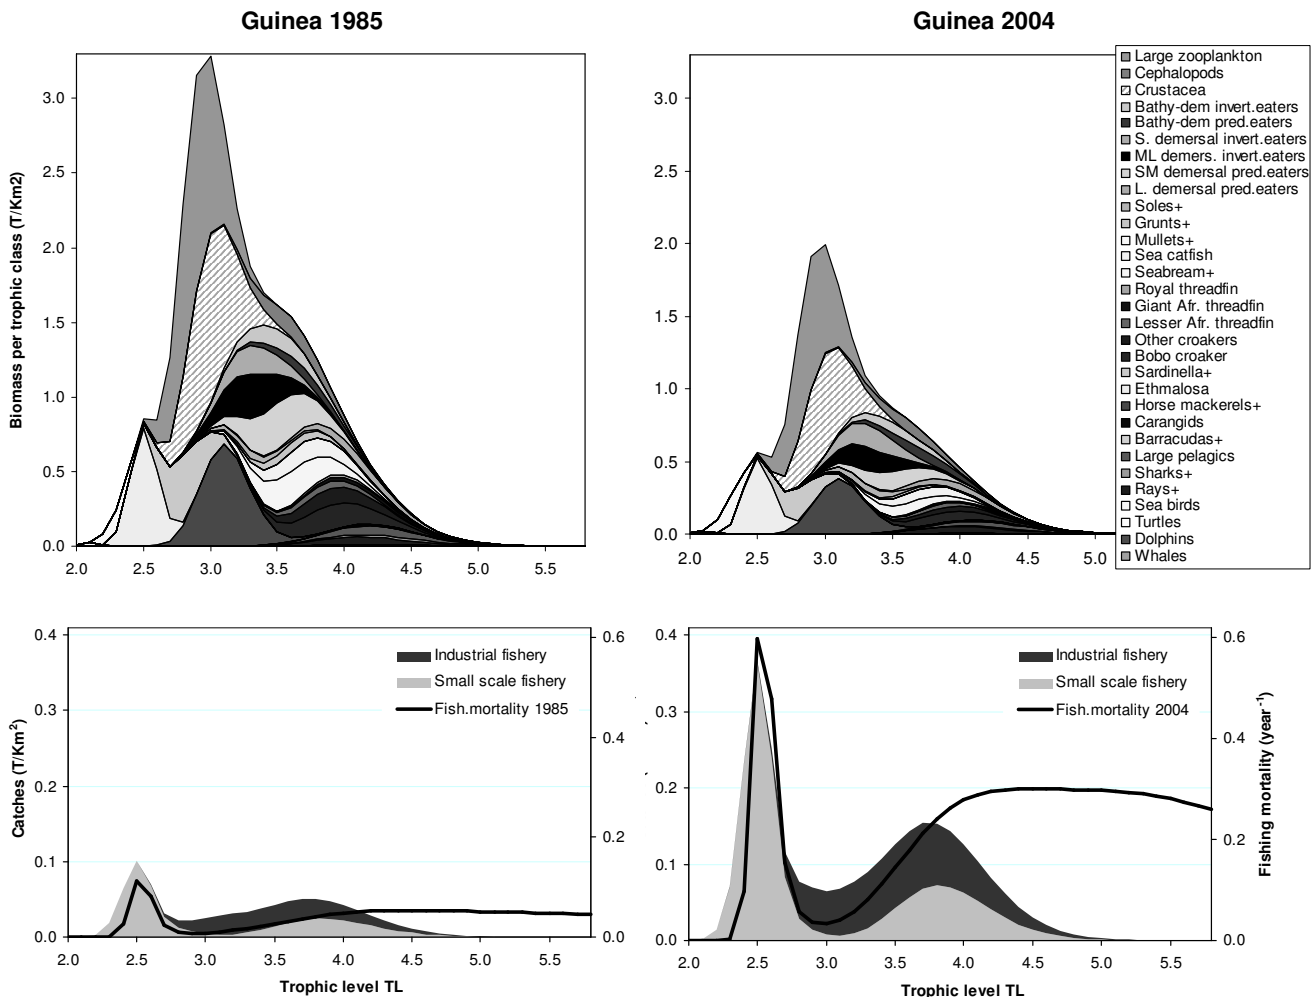 Guinea 1985
Guinea 2004
Biomass per trophic class (T/Km2)
3.0
2.5
2.0
1.5
1.0
0.5
0.0
2.0 2.5 3.0 3.5 4.0 4.5 5.0 5.5
3.0
2.5
2.0
1.5
1.0
0.5
0.0
2.0 2.5 3.0 3.5 4.0 4.5 5.0 5.5
Large zooplankton
Cephalopods
Crustacea
Bathy-dem invert.eaters
Bathy-dem pred.eaters
S. demersal invert.eaters
ML demers. invert.eaters
SM demersal pred.eaters
L. demersal pred.eaters
Soles+
Grunts+
Mullets+
Sea catfish
Seabream+
Royal threadfin
Giant Afr. threadfin
Lesser Afr. threadfin
Other croakers
Bobo croaker
Sardinella+
Ethmalosa
Horse mackerels+
Carangids
Barracudas+
Large pelagics
Sharks+
Rays+
Sea birds
Turtles
Dolphins
Whales
Catches (T/Km²)
0.4
0.3
0.2
0.1
0.0
Industrial fishery
Small scale fishery
Fish.mortality 1985
0.6
0.4
0.2
0.0
2.0 2.5 3.0 3.5 4.0 4.5 5.0 5.5
Trophic level TL
0.4
0.3
0.2
0.1
0.0
Industrial fishery
Small scale fishery
Fish.mortality 2004
0.6
0.4
0.2
0.0
Fishing mortality (year⁻¹)
2.0 2.5 3.0 3.5 4.0 4.5 5.0 5.5
Trophic level TL